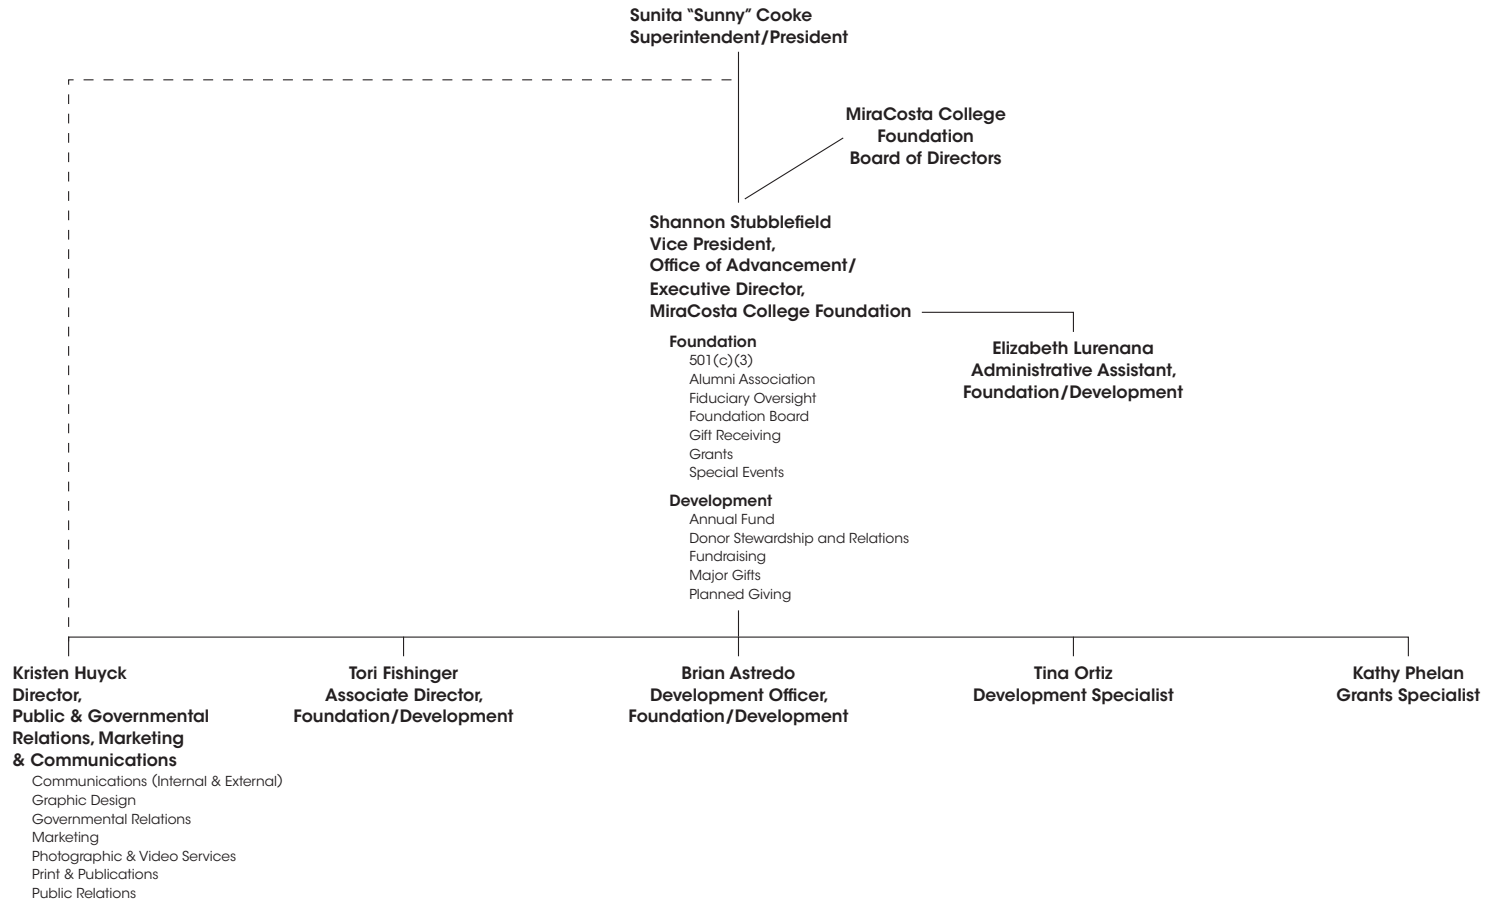 Sunita “Sunny” Cooke
Superintendent/President
MiraCosta College
Foundation
Board of Directors
Shannon Stubblefield
Vice President,
Office of Advancement/
Executive Director,
MiraCosta College Foundation
Foundation
501(c)(3)
Alumni Association
Fiduciary Oversight
Foundation Board
Gift Receiving
Grants
Special Events
Development
Annual Fund
Donor Stewardship and Relations
Fundraising
Major Gifts
Planned Giving
Elizabeth Lurenana
Administrative Assistant,
Foundation/Development
Kristen Huyck
Director,
Public & Governmental
Relations, Marketing
& Communications
Communications (Internal & External)
Graphic Design
Governmental Relations
Marketing
Photographic & Video Services
Print & Publications
Public Relations
Tori Fishinger
Associate Director,
Foundation/Development
Brian Astredo
Development Officer,
Foundation/Development
Tina Ortiz
Development Specialist
Kathy Phelan
Grants Specialist